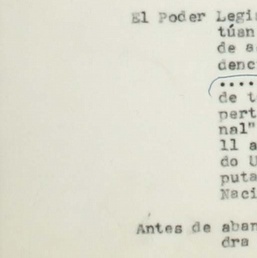 El Poder Legi
túan
de a
denc
....
de t
pert
nal"
11 a
do U
puta
Naci
Antes de aban
dra